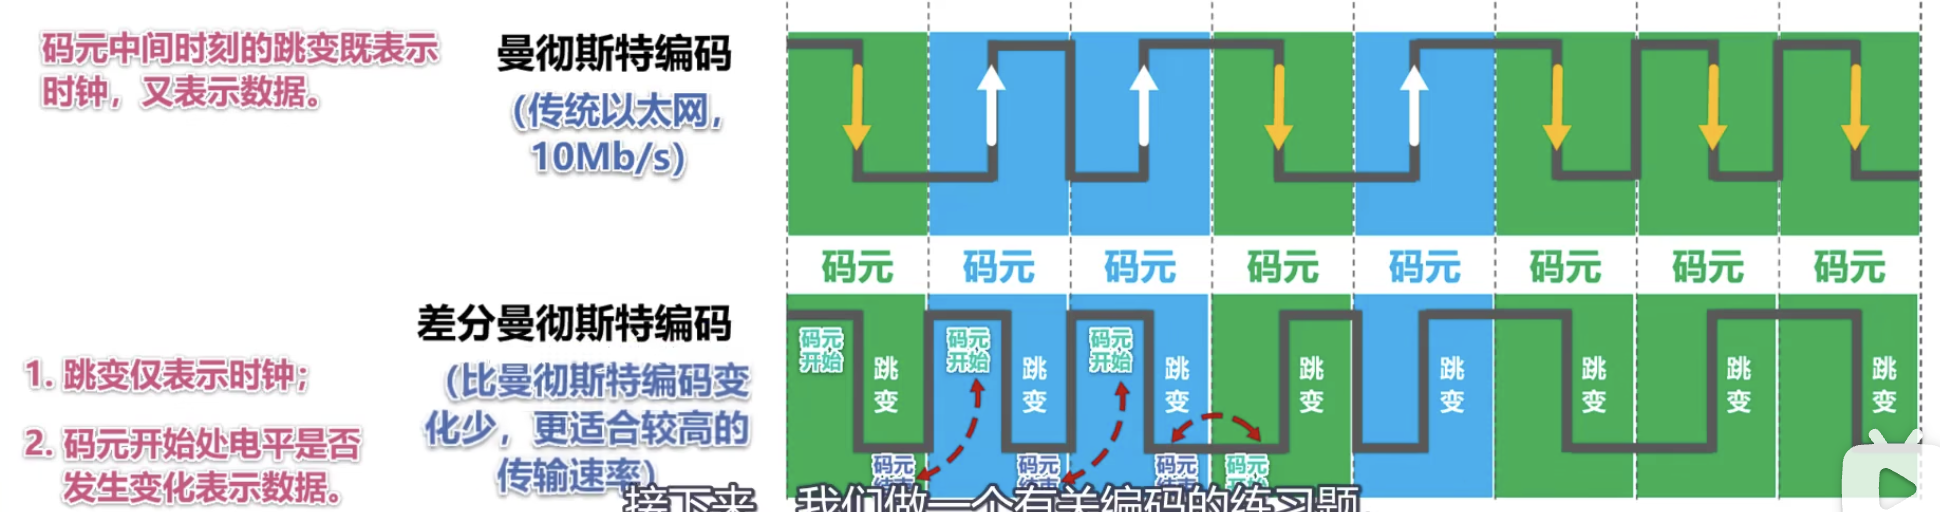 码元中间时刻的跳变既表示
时钟，又表示数据。
曼彻斯特编码
（传统以太网，
10Mb/s）
码元 码元 码元 码元 码元 码元 码元 码元
差分曼彻斯特编码
（比曼彻斯特编码变
化少，更适合较高的
传输速率）
1. 跳变仅表示时钟；
2. 码元开始处电平是否
发生变化表示数据。
码元
开始
跳
变
码元
结束
码元
开始
跳
变
码元
结束
码元
开始
跳
变
码元
结束
码元
开始
跳
变
跳
变
跳
变
跳
变
跳
变
接下来，我们做一个有关编码的练习题